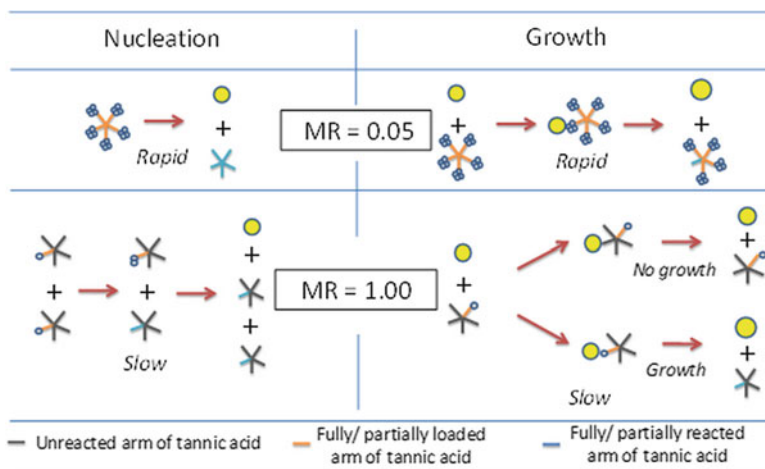 Nucleation
Growth
Rapid
MR = 0.05
Rapid
No growth
MR = 1.00
Slow
Slow
Growth
Unreacted arm of tannic acid
Fully/ partially loaded
arm of tannic acid
Fully/ partially reacted
arm of tannic acid